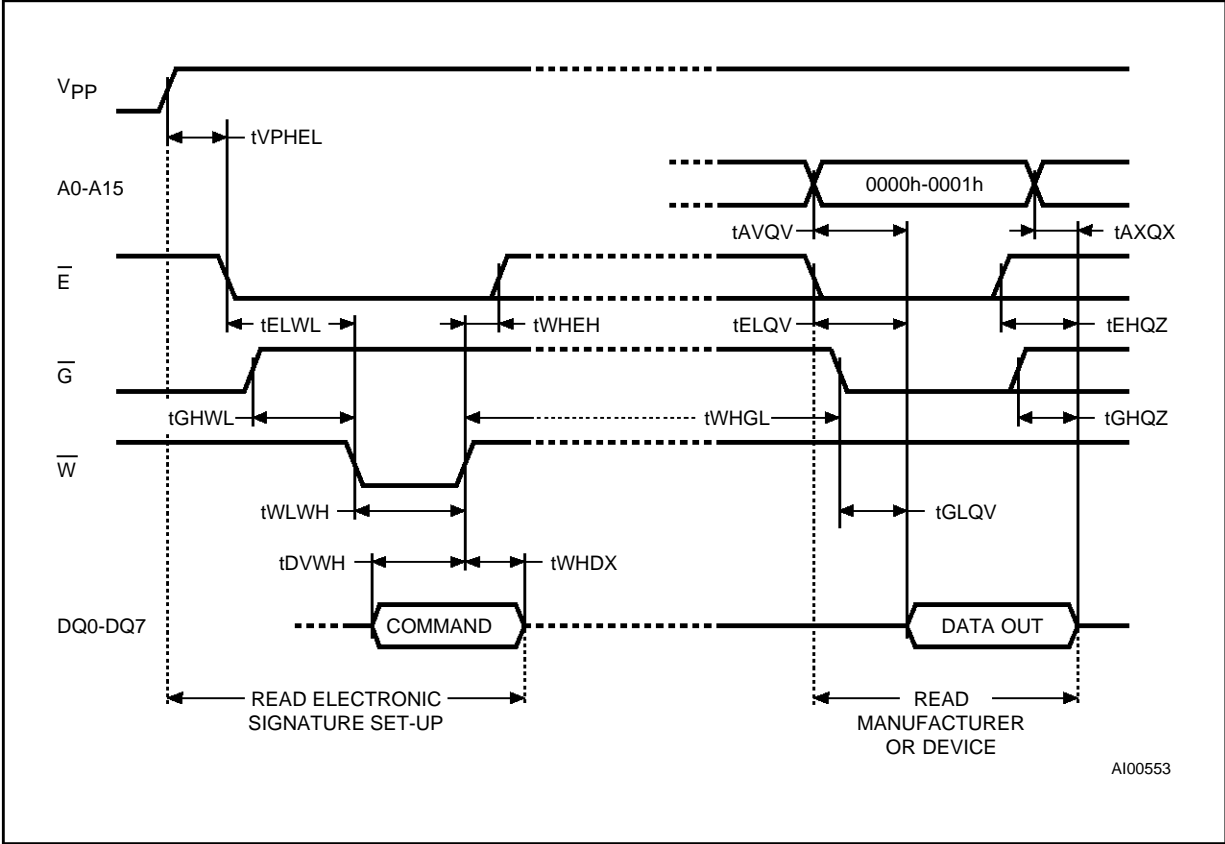 VPP
tVPHEL
A0-A15
0000h-0001h
tAVQV
tAXQX
E
tELWL
tWHEH
tELQV
tEHQZ
G
tGHWL
tWHGL
tGHQZ
W
tWLWH
tGLQV
tDVWH
tWHDX
DQ0-DQ7
COMMAND
DATA OUT
READ ELECTRONIC
SIGNATURE SET-UP
READ
MANUFACTURER
OR DEVICE
AI00553